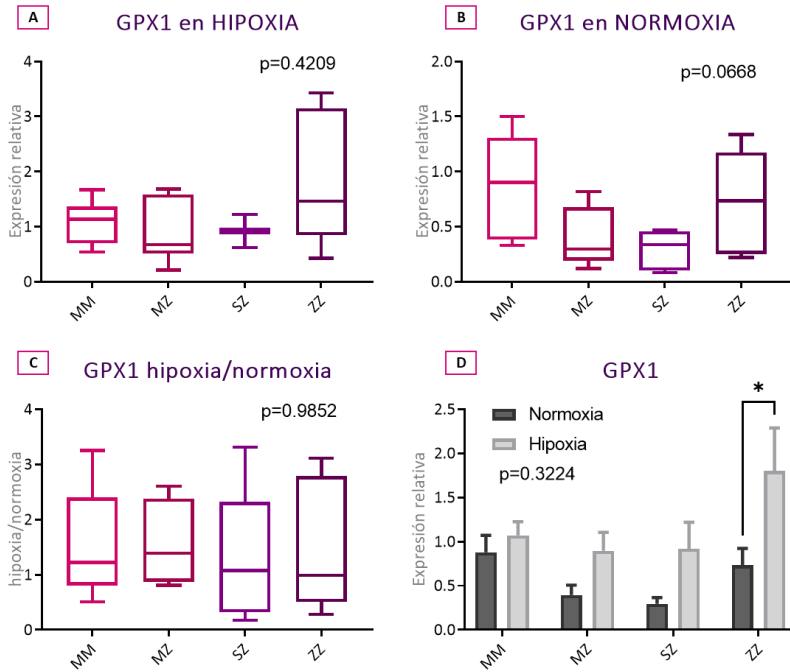 A
GPX1 en HIPOXIA
p=0.4209
Expresión relativa
4
3
2
1
0
MM
MZ
SZ
ZZ
B
GPX1 en NORMOXIA
p=0.0668
Expresión relativa
2.0
1.5
1.0
0.5
0.0
MM
MZ
SZ
ZZ
C
GPX1 hipoxia/normoxia
p=0.9852
hipoxia/normoxia
4
3
2
1
0
MM
MZ
SZ
ZZ
D
GPX1
Normoxia
Hipoxia
p=0.3224
*
Expresión relativa
2.5
2.0
1.5
1.0
0.5
0.0
MM
MZ
SZ
ZZ